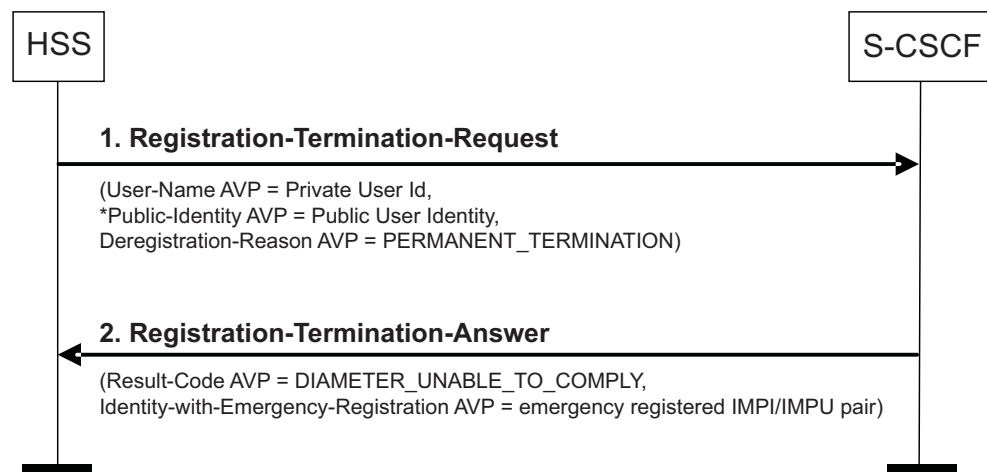 HSS
S-CSCF
1. Registration-Termination-Request
(User-Name AVP = Private User Id,
*Public-Identity AVP = Public User Identity,
Deregistration-Reason AVP = PERMANENT_TERMINATION)
2. Registration-Termination-Answer
(Result-Code AVP = DIAMETER_UNABLE_TO_COMPLY,
Identity-with-Emergency-Registration AVP = emergency registered IMPI/IMPU pair)